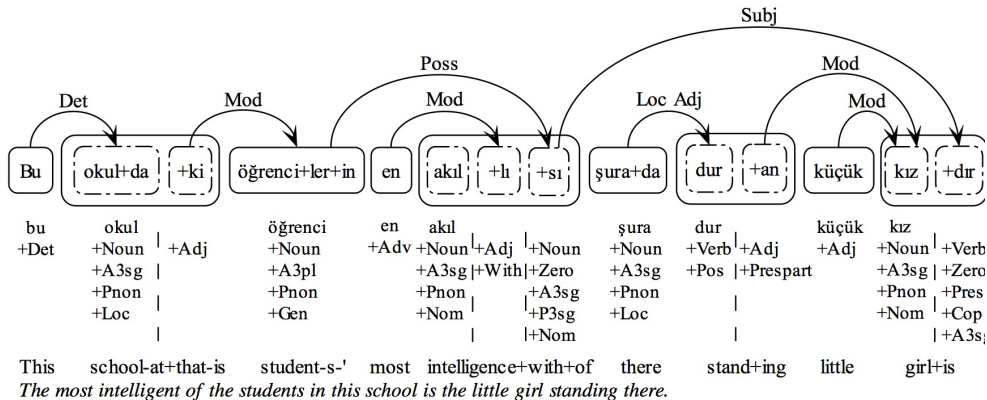 Subj
Poss Mod
Det Mod Mod Loc Adj Mod
Bu okul+da +ki öğrenci+ler+in en akıl +lı +sı şura+da dur +an küçük kız +dır
bu okul öğrenci en akıl şura dur küçük kız
+Det +Noun | +Adj +Noun +Adv +Noun | +Adj | +Noun +Noun +Verb | +Adj +Adj +Noun | +Verb
+A3sg | +A3pl +A3sg | +With | +Zero +A3sg +Pos | +Prespart +A3sg | +Zero
+Pnon | +Pnon +Pnon | | +A3sg +Pnon | +Pnon | +Pres
+Loc | +Gen +Nom | | +P3sg +Loc | +Nom | +Cop
| | | +Nom | | +A3sg
This school-at+that-is student-s-' most intelligence+with+of there stand+ing little girl+is
The most intelligent of the students in this school is the little girl standing there.